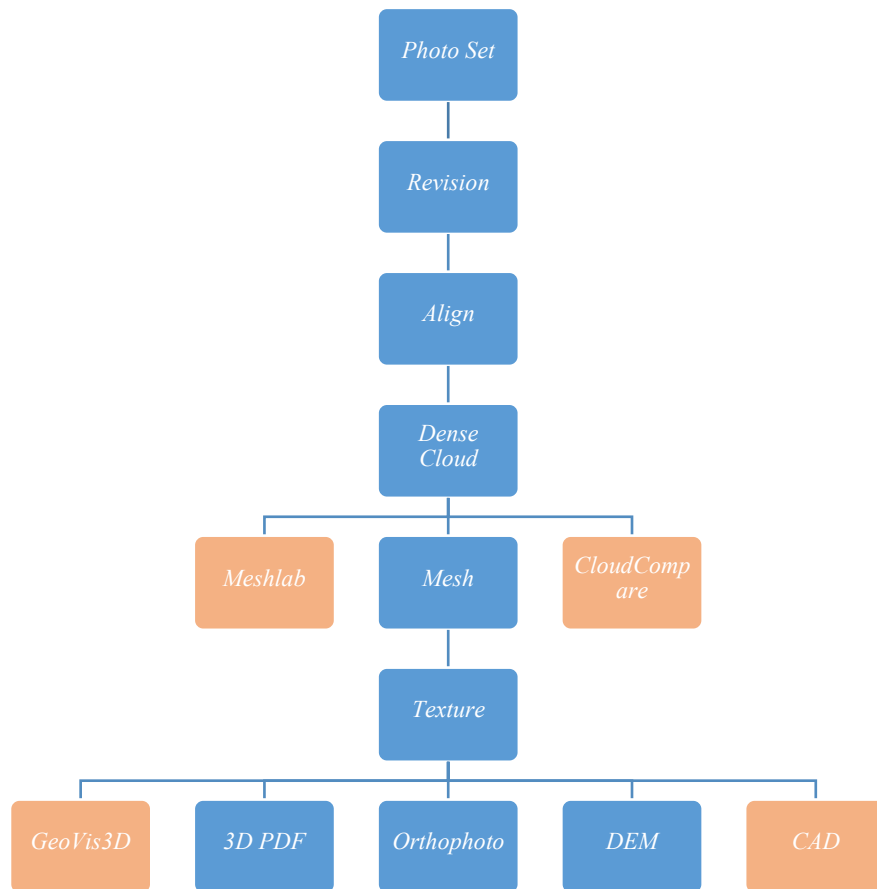 Photo Set
Revision
Align
Dense
Cloud
Meshlab
Mesh
CloudComp
are
Texture
GeoVis3D
3D PDF
Orthophoto
DEM
CAD